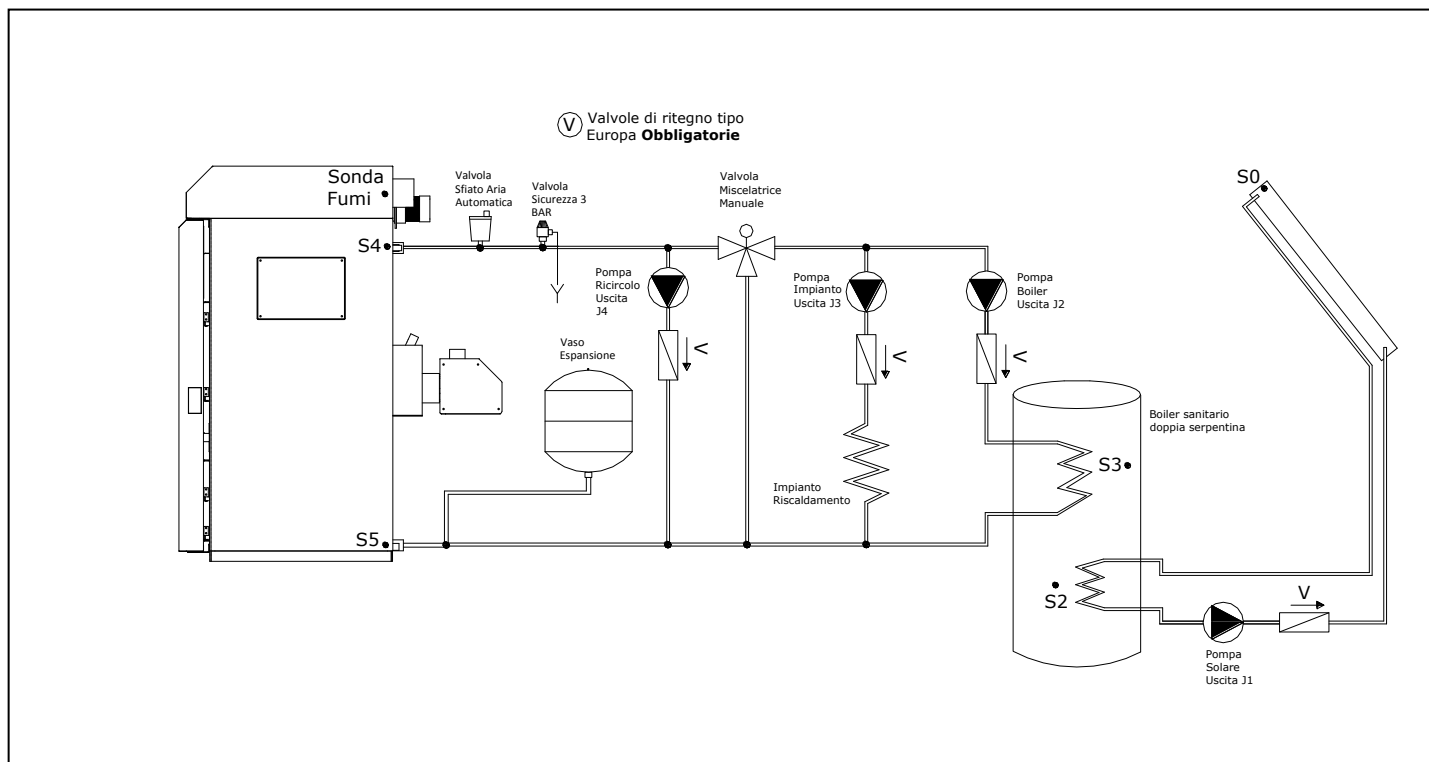 V Valvole di ritegno tipo
Europa Obbligatorie
Sonda
Fumi
S4
S5
Valvola
Sfiato Aria
Automatica
Valvola
Sicurezza 3
BAR
Valvola
Miscelatrice
Manuale
S0
Pompa
Ricircolo
Uscita
J4
Pompa
Impianto
Uscita J3
Pompa
Boiler
Uscita J2
Vaso
Espansione
V
V
V
Boiler sanitario
doppia serpentina
S3
Impianto
Riscaldamento
S2
V
Pompa
Solare
Uscita J1